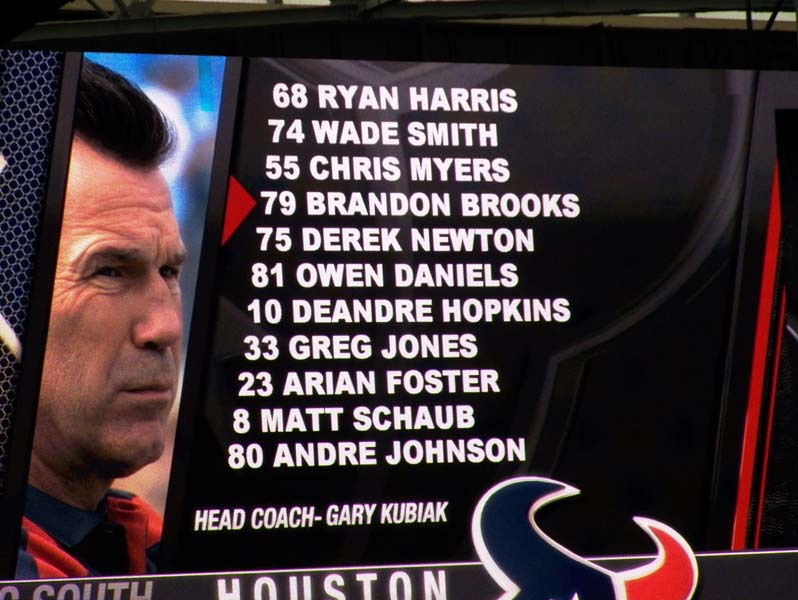 68 RYAN HARRIS
74 WADE SMITH
55 CHRIS MYERS
79 BRANDON BROOKS
75 DEREK NEWTON
81 OWEN DANIELS
10 DEANDRE HOPKINS
33 GREG JONES
23 ARIAN FOSTER
8 MATT SCHAUB
80 ANDRE JOHNSON
HEAD COACH- GARY KUBIAK
SOUTH HOUSTON